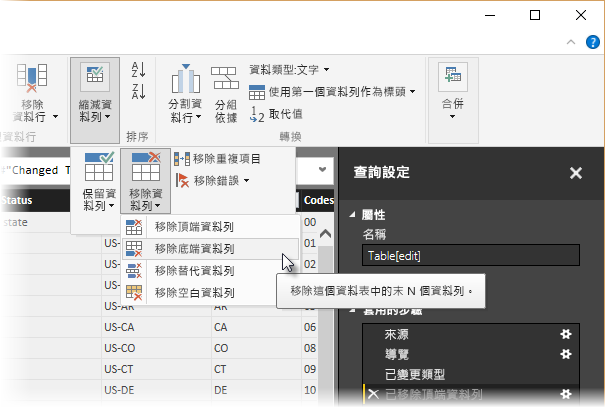 移除
資料行
資料行
縮減資
料列
A
Z
Z
A
排序
分割資
料行
分組
依據
資料類型:文字
使用第一個資料列作為標頭
1
2
取代值
轉換
合併
?
#"Changed T
保留資
料列
移除資
料列
移除重複項目
移除錯誤
移除頂端資料列
移除底端資料列
移除替代資料列
移除空白資料列
移除這個資料表中的末 N 個資料列。
Status
Codes
state
00
US-
01
US-
02
US-
US-
US-AR
AR
05
US-CA
CA
06
US-CO
CO
08
US-CT
CT
09
US-DE
DE
10
查詢設定
屬性
名稱
Table[edit]
套用的步驟
來源
導覽
已變更類型
已移除頂端資料列